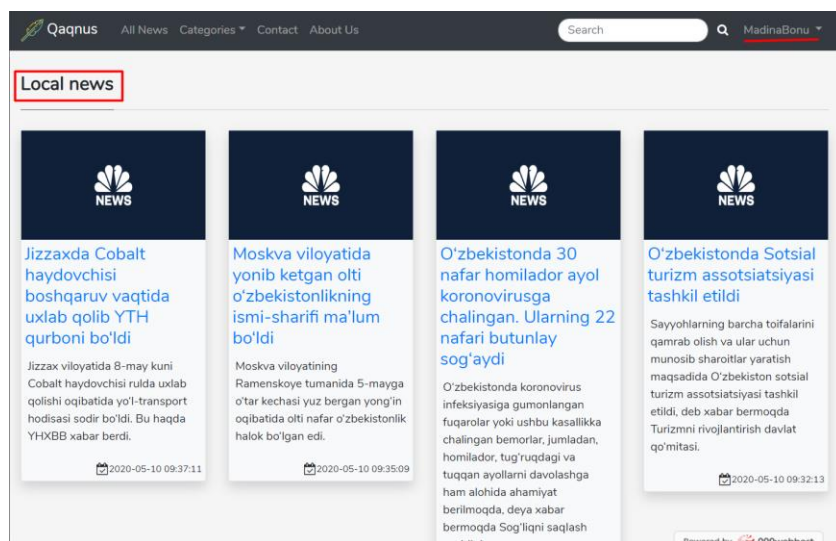 Qaqnus All News Categories Contact About Us Search MadinaBonu
Local news
NEWS
Jizzaxda Cobalt
haydovchisi
boshqaruv vaqtida
uxlab qolib YTH
qurboni bo'ldi
Jizzax viloyatida 8-may kuni
Cobalt haydovchisi rulda uxlab
qolishi oqibatida yo'l-transport
hodisasi sodir bo'ldi. Bu haqda
YHXBB xabar berdi.
2020-05-10 09:37:11
NEWS
Moskva viloyatida
yonib ketgan olti
o'zbekistonlikning
ismi-sharifi ma'lum
bo'ldi
Moskva viloyatining
Ramenskoye tumanida 5-mayga
o'tar kechasi yuz bergan yong'in
oqibatida olti nafar o'zbekistonlik
halok bo'lgan edi.
2020-05-10 09:35:09
NEWS
O'zbekistonda 30
nafar homilador ayol
koronovirusga
chalingan. Ularning 22
nafari butunlay
sog'aydi
O'zbekistonda koronovirus
infeksiyasiga gumonlangan
fuqarolar yoki ushbu kasallikka
chalingan bemorlar, jumladan,
homilador, tug'ruqdagi va
tuqqan ayollarni davolashga
ham alohida ahamiyat
berilmoqda, deya xabar
bermoqda Sog'liqni saqlash
NEWS
O'zbekistonda Sotsial
turizm assotsiatsiyasi
tashkil etildi
Sayyohlarning barcha toifalarini
qamrab olish va ular uchun
munosib sharoitlar yaratish
maqsadida O'zbekiston sotsial
turizm assotsiatsiyasi tashkil
etildi, deb xabar bermoqda
Turizmni rivojlantirish davlat
qo'mitasi.
2020-05-10 09:32:13
Powered by 000webhost